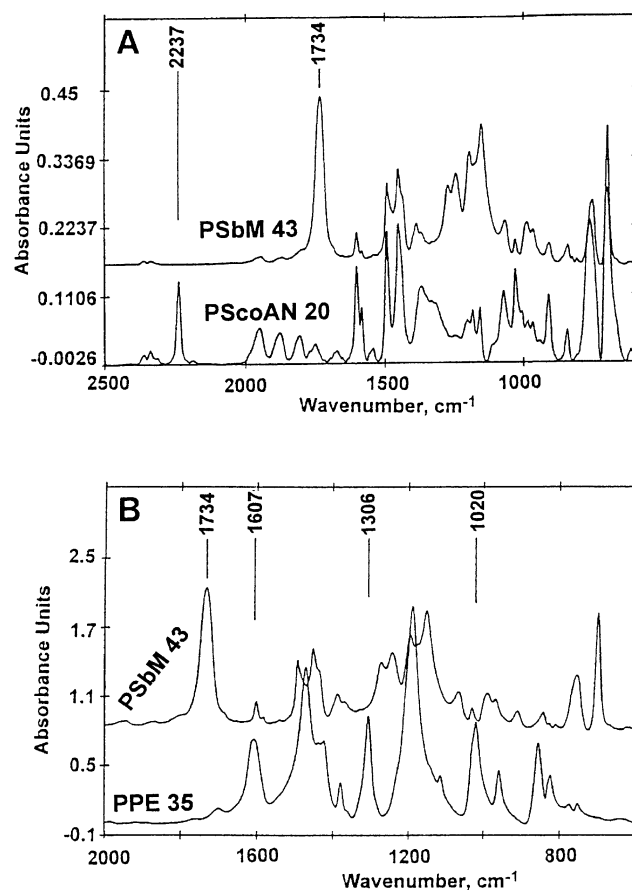 A
2237
1734
0.45
0.3369
0.2237
0.1106
-0.0026
Absorbance Units
PSbM 43
PScoAN 20
2500 2000 1500 1000
Wavenumber, cm-1
B
1734
1607
1306
1020
2.5
1.7
1.1
0.5
-0.1
Absorbance Units
PSbM 43
PPE 35
2000 1600 1200 800
Wavenumber, cm-1